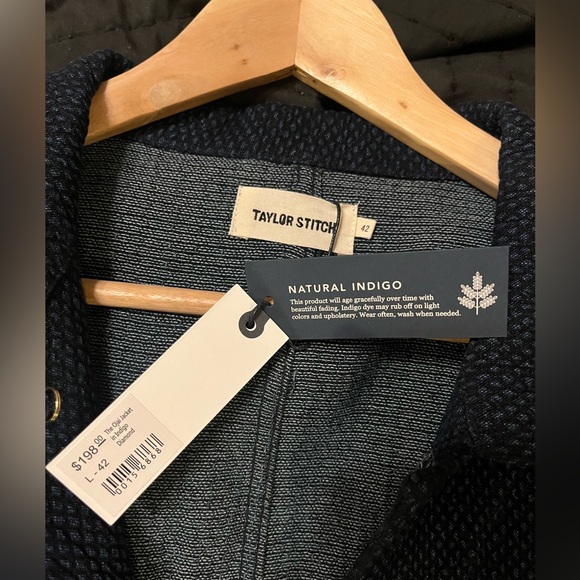 TAYLOR STITCH
42
NATURAL INDIGO
This product will age gracefully over time with
beautiful fading. Indigo dye may rub off on light
colors and upholstery. Wear often, wash when needed.
$198.00
The Ojai Jacket
in Indigo
Diamond
L - 42
00156868